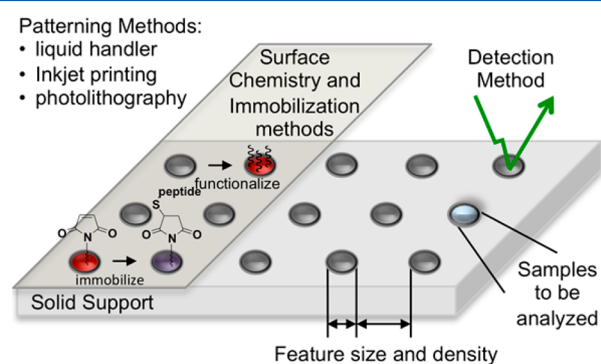 Patterning Methods:
• liquid handler
• Inkjet printing
• photolithography
Surface
Chemistry and
Immobilization
methods
Detection
Method
functionalize
peptide
S
O
N
O
O
N
O
immobilize
Solid Support
Samples
to be
analyzed
Feature size and density